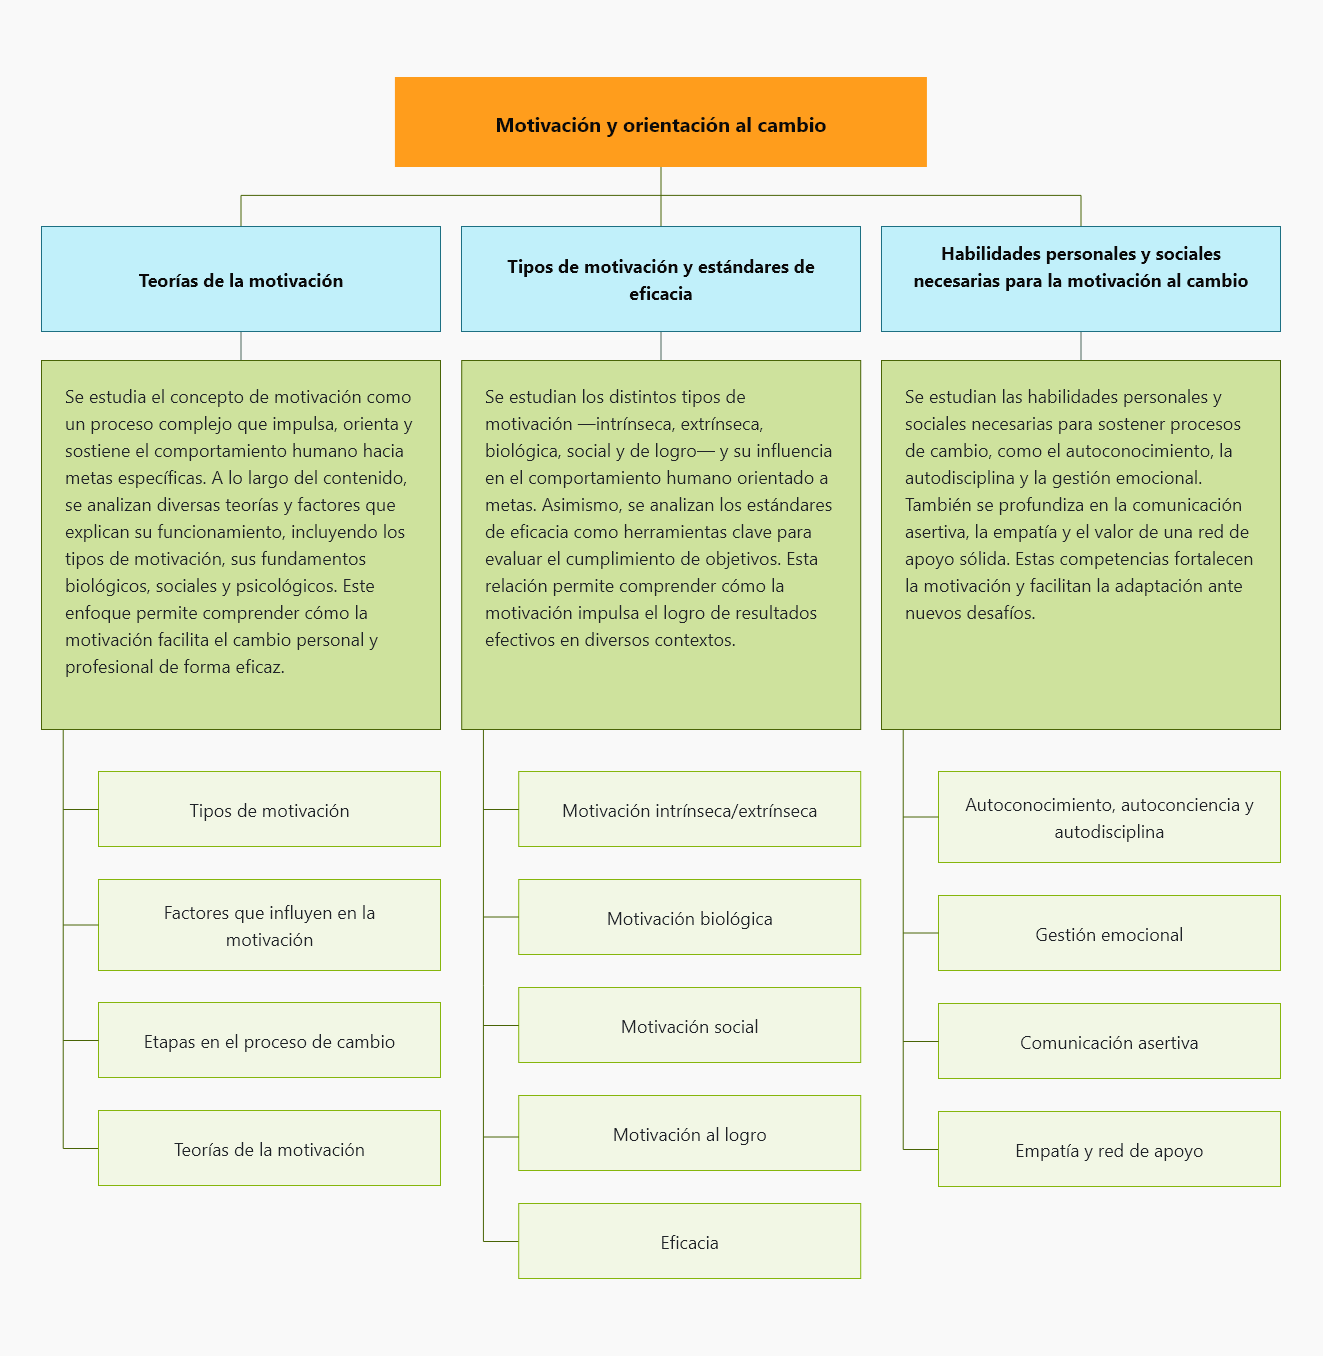 Motivación y orientación al cambio
Teorías de la motivación
Se estudia el concepto de motivación como
un proceso complejo que impulsa, orienta y
sostiene el comportamiento humano hacia
metas específicas. A lo largo del contenido,
se analizan diversas teorías y factores que
explican su funcionamiento, incluyendo los
tipos de motivación, sus fundamentos
biológicos, sociales y psicológicos. Este
enfoque permite comprender cómo la
motivación facilita el cambio personal y
profesional de forma eficaz.
Tipos de motivación
Factores que influyen en la
motivación
Etapas en el proceso de cambio
Teorías de la motivación
Tipos de motivación y estándares de
eficacia
Se estudian los distintos tipos de
motivación —intrínseca, extrínseca,
biológica, social y de logro— y su influencia
en el comportamiento humano orientado a
metas. Asimismo, se analizan los estándares
de eficacia como herramientas clave para
evaluar el cumplimiento de objetivos. Esta
relación permite comprender cómo la
motivación impulsa el logro de resultados
efectivos en diversos contextos.
Motivación intrínseca/extrínseca
Motivación biológica
Motivación social
Motivación al logro
Eficacia
Habilidades personales y sociales
necesarias para la motivación al cambio
Se estudian las habilidades personales y
sociales necesarias para sostener procesos
de cambio, como el autoconocimiento, la
autodisciplina y la gestión emocional.
También se profundiza en la comunicación
asertiva, la empatía y el valor de una red de
apoyo sólida. Estas competencias fortalecen
la motivación y facilitan la adaptación ante
nuevos desafíos.
Autoconocimiento, autoconciencia y
autodisciplina
Gestión emocional
Comunicación asertiva
Empatía y red de apoyo